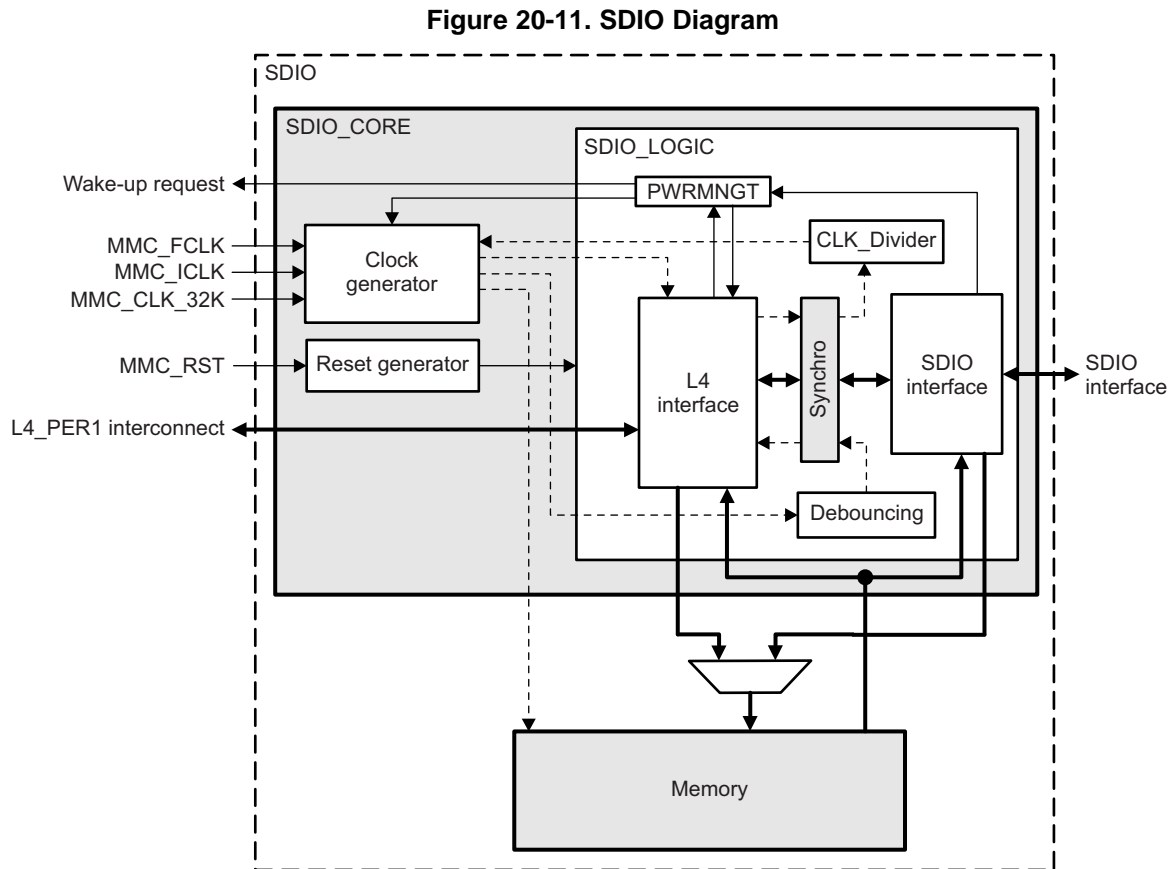 Figure 20-11. SDIO Diagram
SDIO
SDIO_CORE
SDIO_LOGIC
Wake-up request
PWRMNGT
MMC_FCLK
MMC_ICLK
MMC_CLK_32K
Clock
generator
CLK_Divider
MMC_RST
Reset generator
L4
interface
Synchro
SDIO
interface
SDIO
interface
L4_PER1 interconnect
Debouncing
Memory